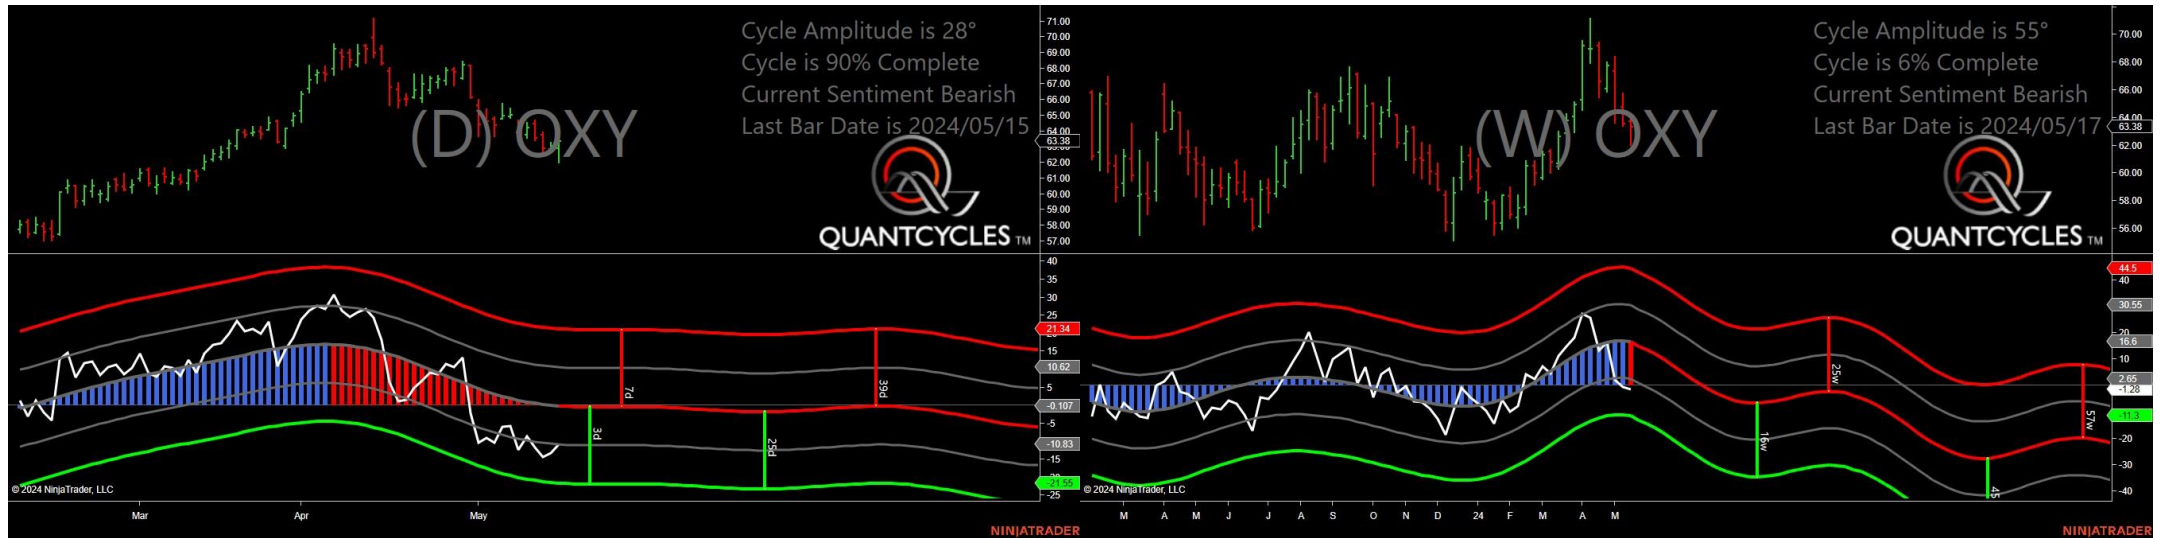 Cycle Amplitude is 28°
Cycle is 90% Complete
Current Sentiment Bearish
Last Bar Date is 2024/05/15
(D) OXY
QUANTCYCLES TM
71.00
70.00
69.00
68.00
67.00
66.00
65.00
64.00
63.38
62.00
61.00
60.00
59.00
58.00
57.00
40
35
30
25
21.34
15
10.62
5
-0.107
-5
-10.83
-15
-21.55
-25
7d
39d
3d
25d
© 2024 NinjaTrader, LLC
Mar
Apr
May
NINJATRADER
Cycle Amplitude is 55°
Cycle is 6% Complete
Current Sentiment Bearish
Last Bar Date is 2024/05/17
(W) OXY
QUANTCYCLES TM
70.00
68.00
66.00
64.00
63.38
62.00
60.00
58.00
56.00
44.5
40
30.55
20
16.6
10
2.65
-1.28
-11.3
-20
-30
-40
25w
57w
16w
45
© 2024 NinjaTrader, LLC
M A M J J A S O N D 24 F M A M
NINJATRADER